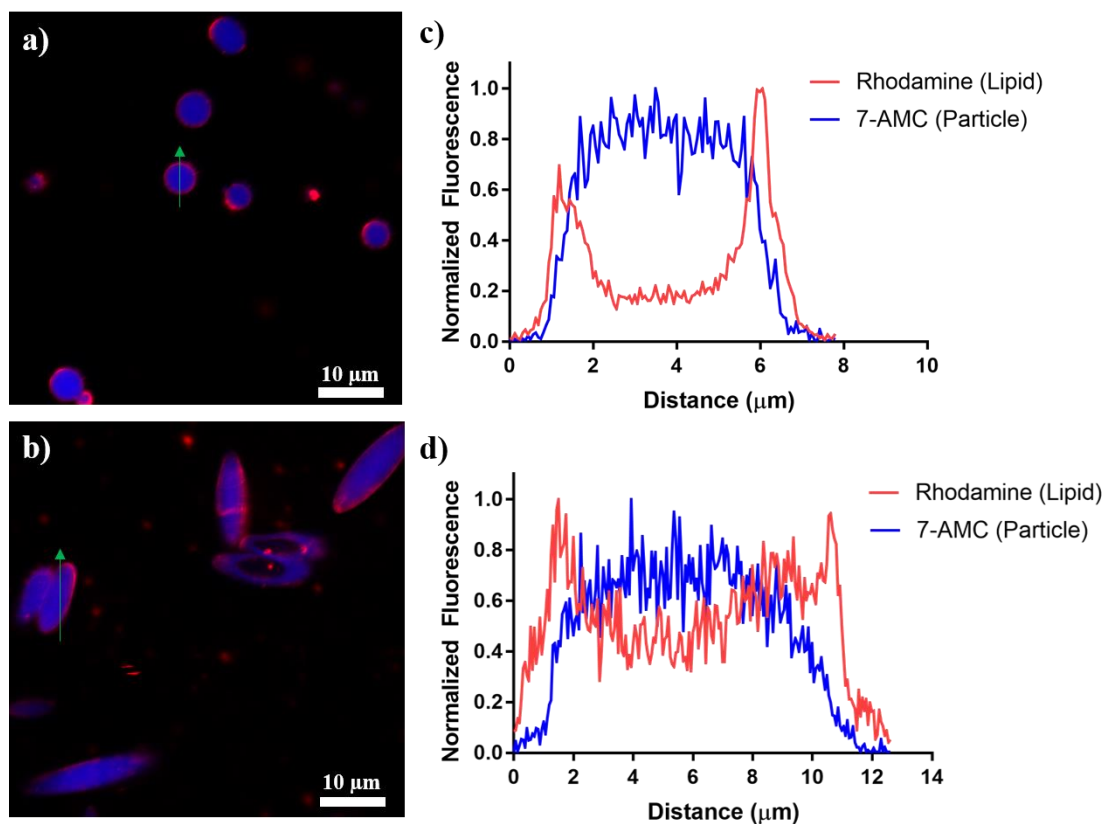 a)
10 μm
b)
10 μm
c)
Normalized Fluorescence
1.0
0.8
0.6
0.4
0.2
0.0
0 2 4 6 8 10
Distance (μm)
Rhodamine (Lipid)
7-AMC (Particle)
d)
Normalized Fluorescence
1.0
0.8
0.6
0.4
0.2
0.0
0 2 4 6 8 10 12 14
Distance (μm)
Rhodamine (Lipid)
7-AMC (Particle)